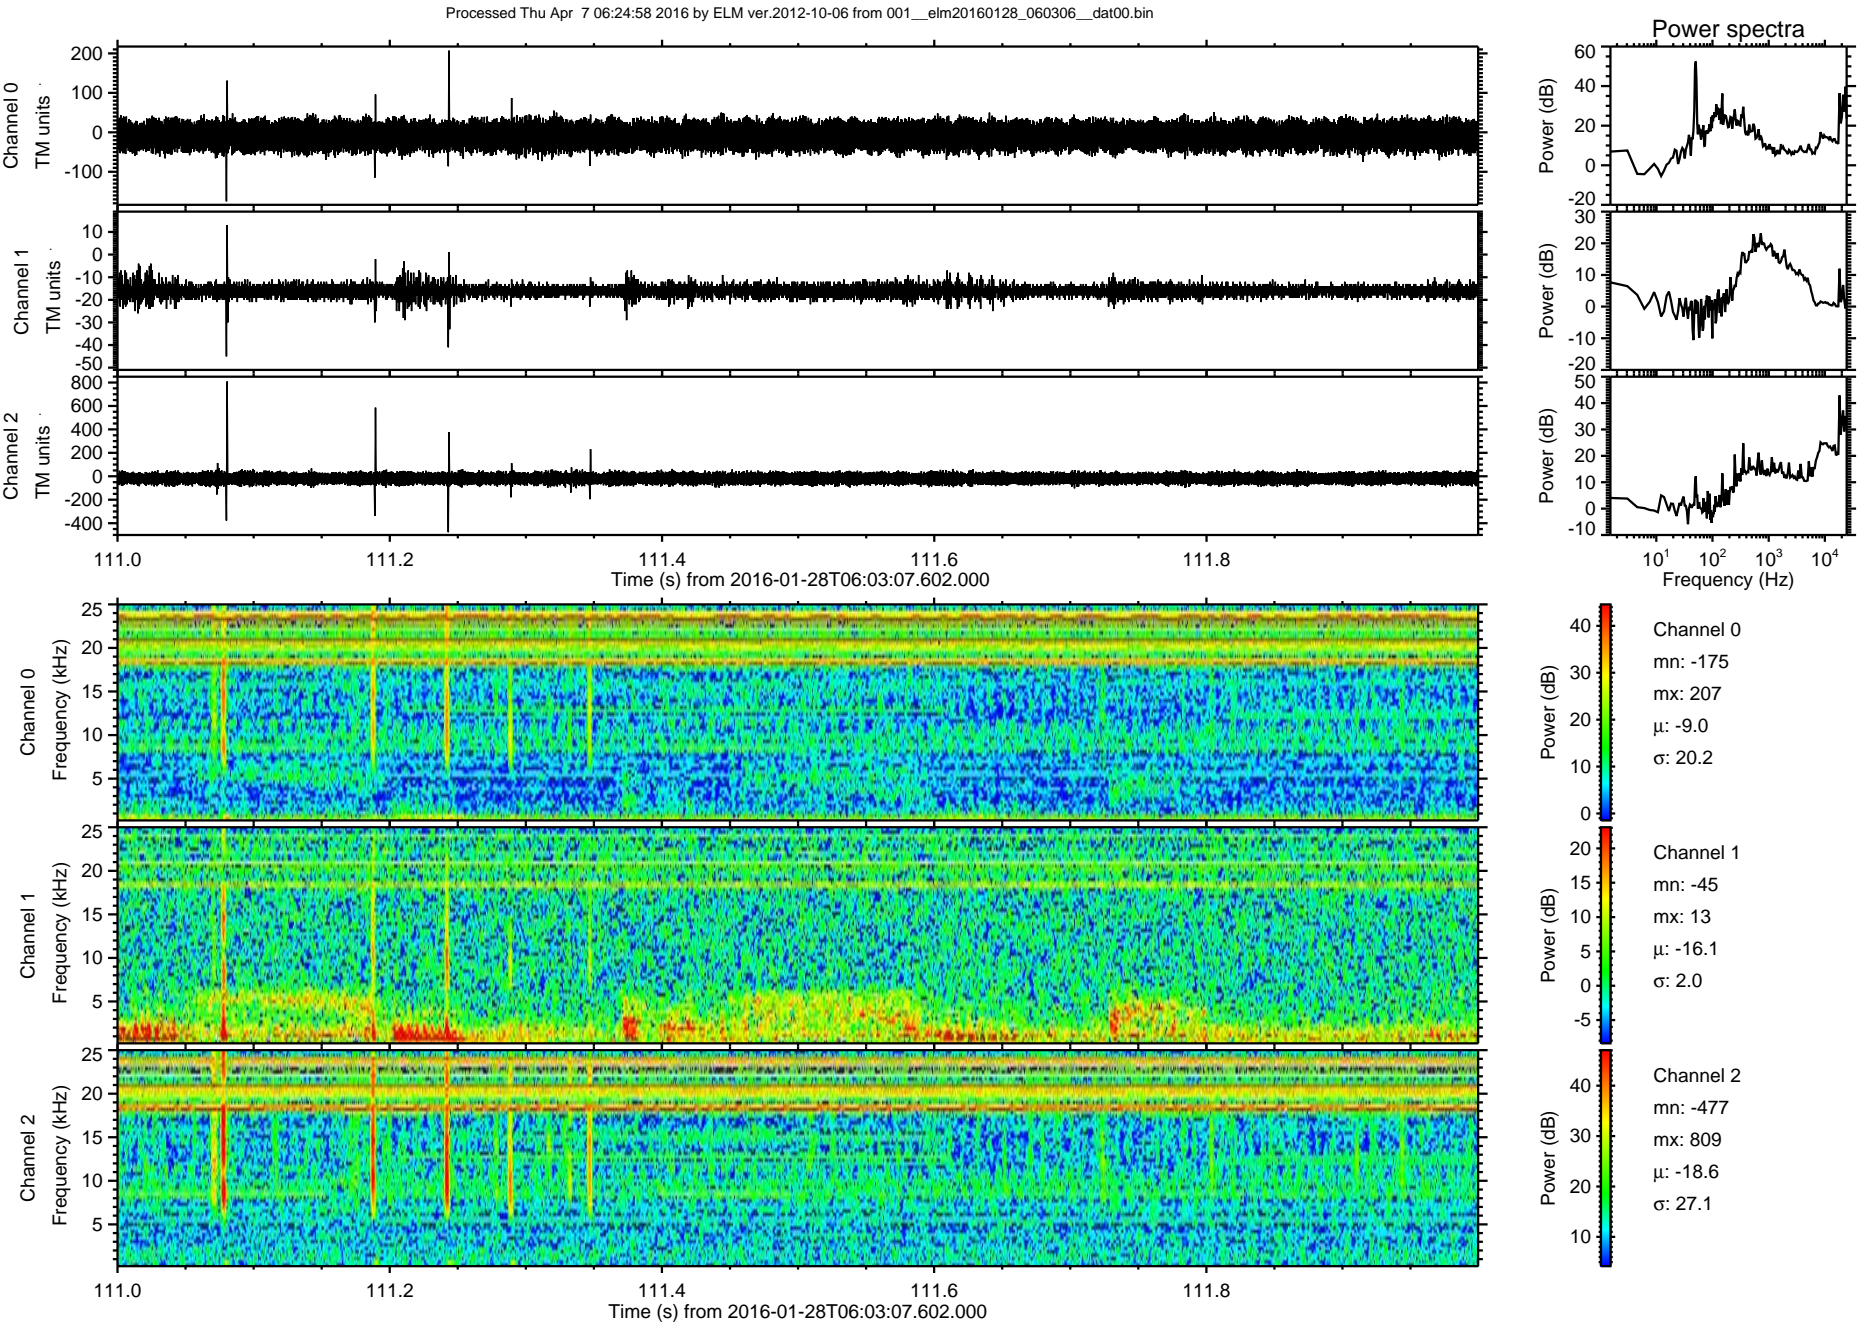 Processed Thu Apr  7 06:24:58 2016 by ELM ver.2012-10-06 from 001__elm20160128_060306__dat00.bin
Power spectra
Channel 0
TM units
200
100
0
-100
Power (dB)
60
40
20
0
-20
Channel 1
TM units
10
0
-10
-20
-30
-40
-50
Power (dB)
30
20
10
0
-10
-20
Channel 2
TM units
800
600
400
200
0
-200
-400
Power (dB)
50
40
30
20
10
0
-10
111.0 111.2 111.4 111.6 111.8
Time (s) from 2016-01-28T06:03:07.602.000
10^1 10^2 10^3 10^4
Frequency (Hz)
Channel 0
Frequency (kHz)
25
20
15
10
5
Power (dB)
40
30
20
10
0
Channel 0
mn: -175
mx: 207
μ: -9.0
σ: 20.2
Channel 1
Frequency (kHz)
25
20
15
10
5
Power (dB)
20
15
10
5
0
-5
Channel 1
mn: -45
mx: 13
μ: -16.1
σ: 2.0
Channel 2
Frequency (kHz)
25
20
15
10
5
Power (dB)
40
30
20
10
Channel 2
mn: -477
mx: 809
μ: -18.6
σ: 27.1
111.0 111.2 111.4 111.6 111.8
Time (s) from 2016-01-28T06:03:07.602.000